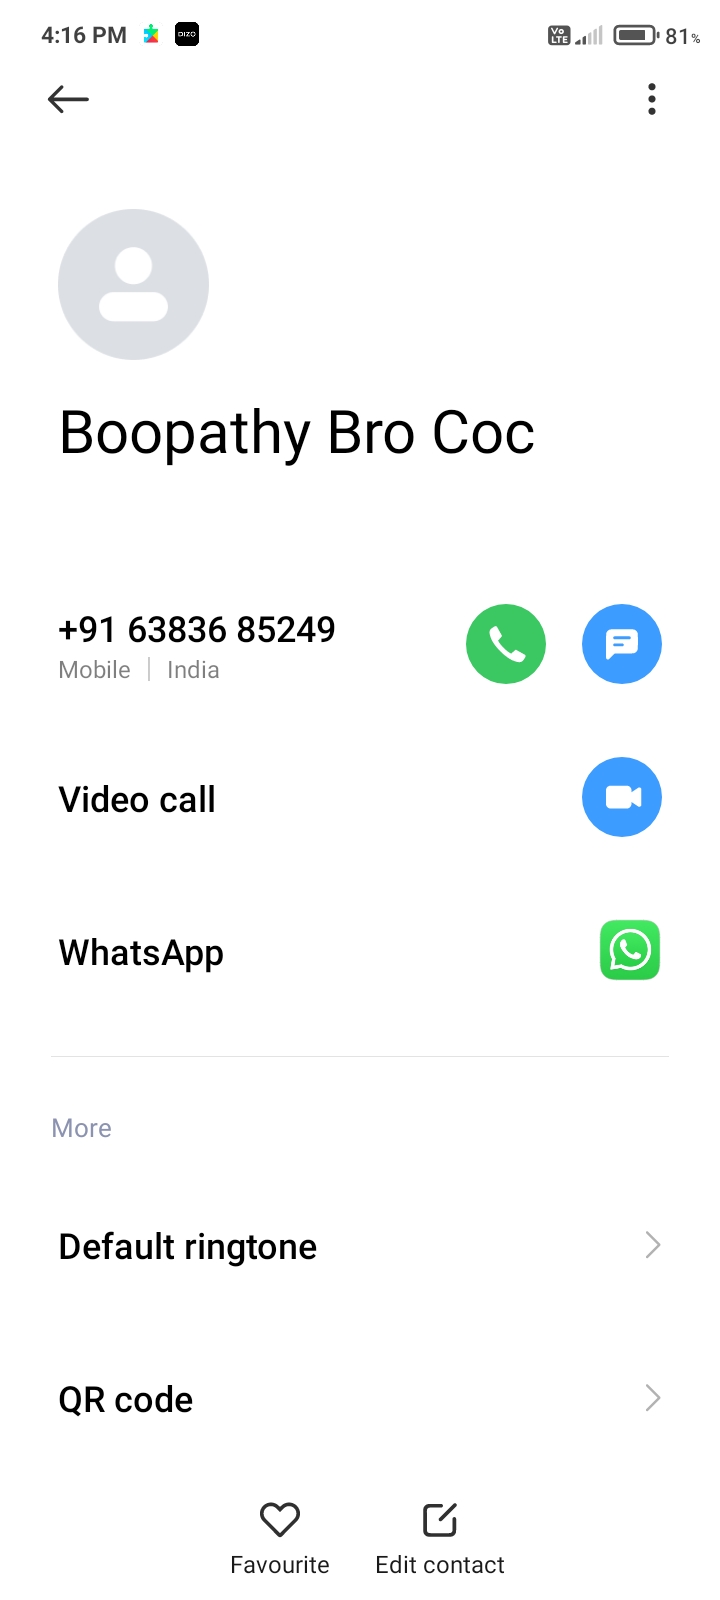 4:16 PM DIZO Vo LTE 81%
Boopathy Bro Coc
+91 63836 85249
Mobile | India
Video call
WhatsApp
More
Default ringtone
QR code
Favourite Edit contact